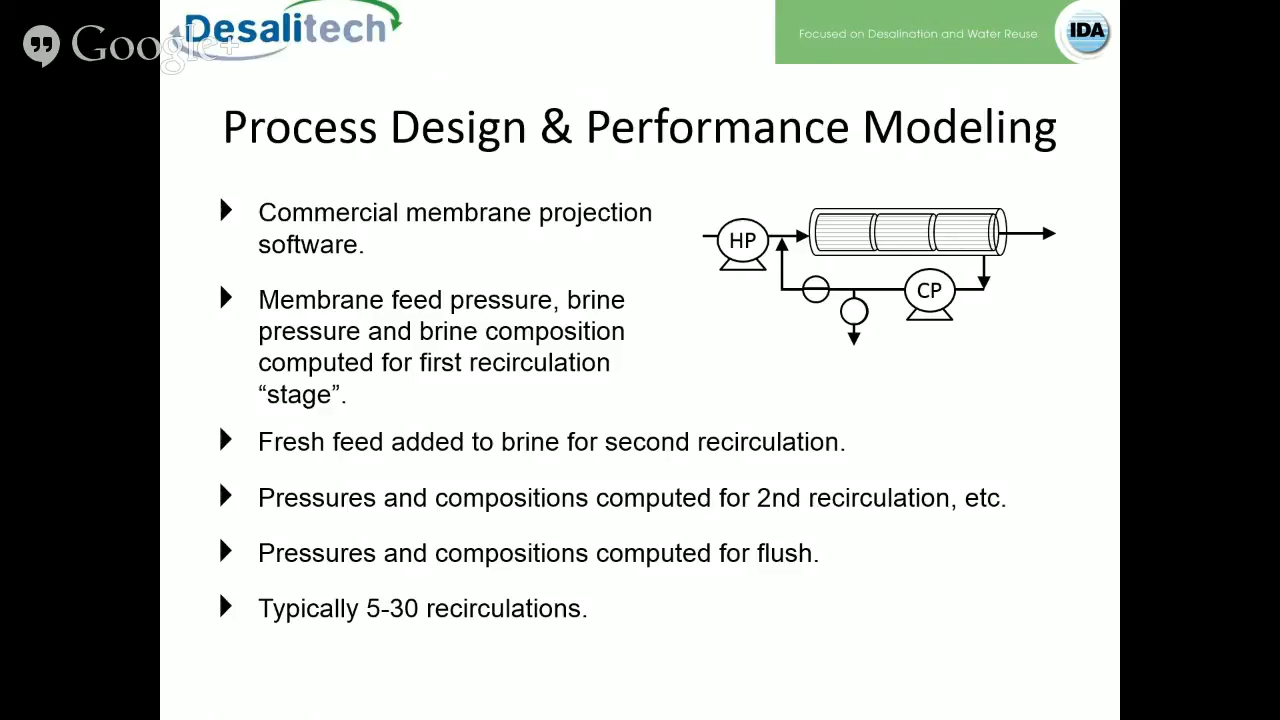 Google+
Desalitech
Focused on Desalination and Water Reuse
IDA
Process Design & Performance Modeling
Commercial membrane projection
software.
Membrane feed pressure, brine
pressure and brine composition
computed for first recirculation
“stage”.
HP
CP
Fresh feed added to brine for second recirculation.
Pressures and compositions computed for 2nd recirculation, etc.
Pressures and compositions computed for flush.
Typically 5-30 recirculations.